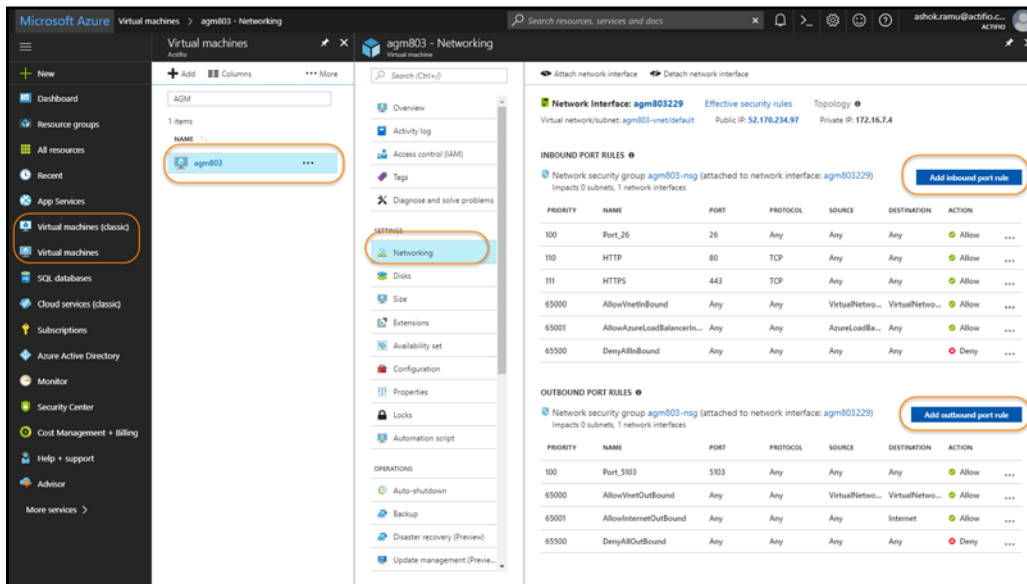 Microsoft Azure Virtual machines > agm803 - Networking
Search resources, services and docs
ashok.ramu@actifio.c...
ACTIFIO
New
Dashboard
Resource groups
All resources
Recent
App Services
Virtual machines (classic)
Virtual machines
SQL databases
Cloud services (classic)
Subscriptions
Azure Active Directory
Monitor
Security Center
Cost Management + Billing
Help + support
Advisor
More services >
Virtual machines
Actifio
Add Columns ... More
AGM
1 items
NAME
agm803 ...
agm803 - Networking
Virtual machine
Search (Ctrl+/)
Overview
Activity log
Access control (IAM)
Tags
Diagnose and solve problems
SETTINGS
Networking
Disks
Size
Extensions
Availability set
Configuration
Properties
Locks
Automation script
OPERATIONS
Auto-shutdown
Backup
Disaster recovery (Preview)
Update management (Previe...
Attach network interface Detach network interface
Network Interface: agm803229 Effective security rules Topology
Virtual network/subnet: agm803-vnet/default Public IP: 52.170.234.97 Private IP: 172.16.7.4
INBOUND PORT RULES
Network security group agm803-nsg (attached to network interface: agm803229)
Impacts 0 subnets, 1 network interfaces
Add inbound port rule
PRIORITY NAME PORT PROTOCOL SOURCE DESTINATION ACTION
100 Port_26 26 Any Any Any Allow ...
110 HTTP 80 TCP Any Any Allow ...
111 HTTPS 443 TCP Any Any Allow ...
65000 AllowVnetInBound Any Any VirtualNetwo... VirtualNetwo... Allow ...
65001 AllowAzureLoadBalancerIn... Any Any AzureLoadBa... Any Allow ...
65500 DenyAllInBound Any Any Any Any Deny ...
OUTBOUND PORT RULES
Network security group agm803-nsg (attached to network interface: agm803229)
Impacts 0 subnets, 1 network interfaces
Add outbound port rule
PRIORITY NAME PORT PROTOCOL SOURCE DESTINATION ACTION
100 Port_5103 5103 Any Any Any Allow ...
65000 AllowVnetOutBound Any Any VirtualNetwo... VirtualNetwo... Allow ...
65001 AllowInternetOutBound Any Any Any Internet Allow ...
65500 DenyAllOutBound Any Any Any Any Deny ...